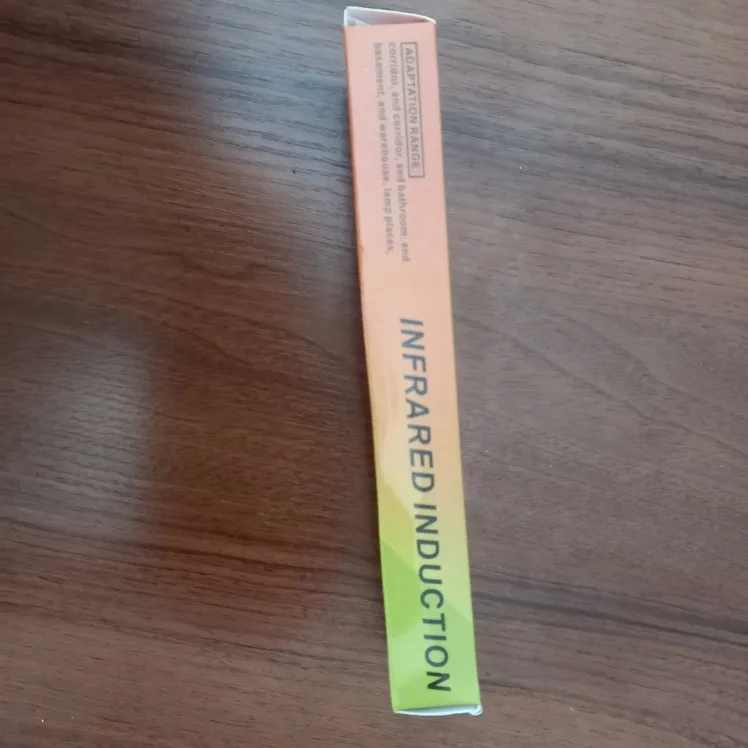 ADAPTATION RANGE
corridor, and corridor, and bathroom, and
basement, and warehouse, lamp places.
INFRARED INDUCTION